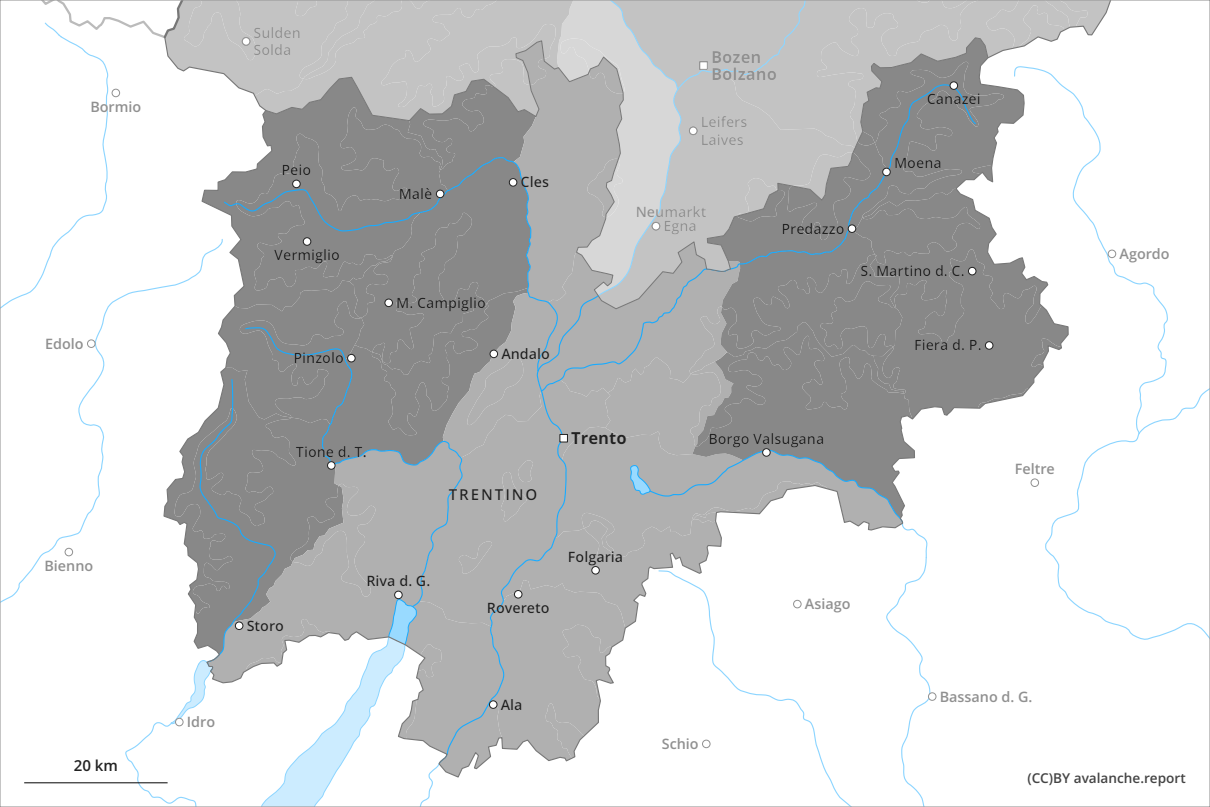 Sulden
Solda
Bozen
Bolzano
Bormio
Canazei
Leifers
Laives
Moena
Peio
Malè
Cles
Neumarkt
Egna
Predazzo
Vermiglio
Agordo
S. Martino d. C.
M. Campiglio
Edolo
Pinzolo
Andalo
Fiera d. P.
Trento
Borgo Valsugana
Tione d. T.
Feltre
TRENTINO
Bienno
Folgaria
Riva d. G.
Rovereto
Asiago
Storo
Bassano d. G.
Ala
Idro
Schio
20 km
(CC)BY avalanche.report